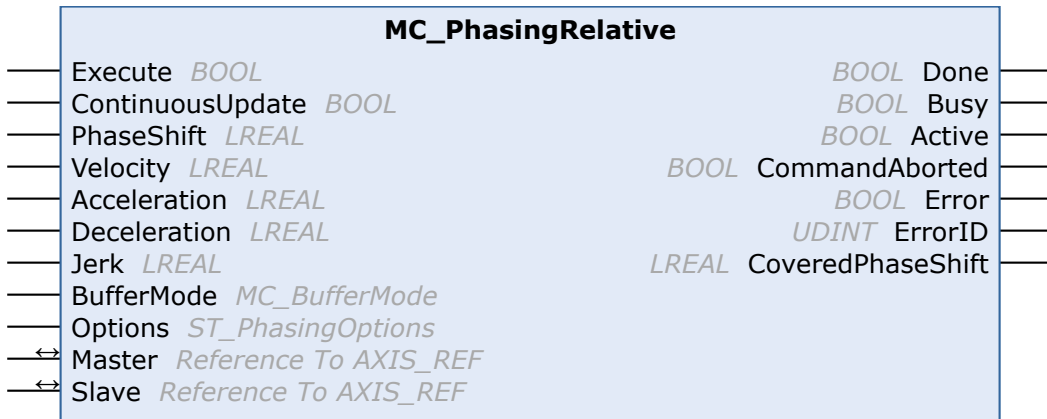 MC_PhasingRelative
Execute BOOL BOOL Done
ContinuousUpdate BOOL BOOL Busy
PhaseShift LREAL BOOL Active
Velocity LREAL BOOL CommandAborted
Acceleration LREAL BOOL Error
Deceleration LREAL UDINT ErrorID
Jerk LREAL LREAL CoveredPhaseShift
BufferMode MC_BufferMode
Options ST_PhasingOptions
Master Reference To AXIS_REF
Slave Reference To AXIS_REF